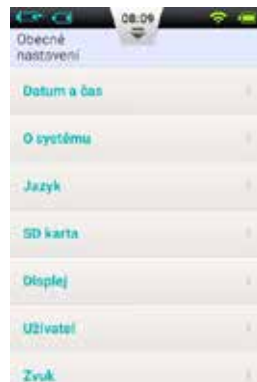 08:09
Obecné
nastavení
Datum a čas
O systému
Jazyk
SD karta
Displej
Uživatel
Zvuk